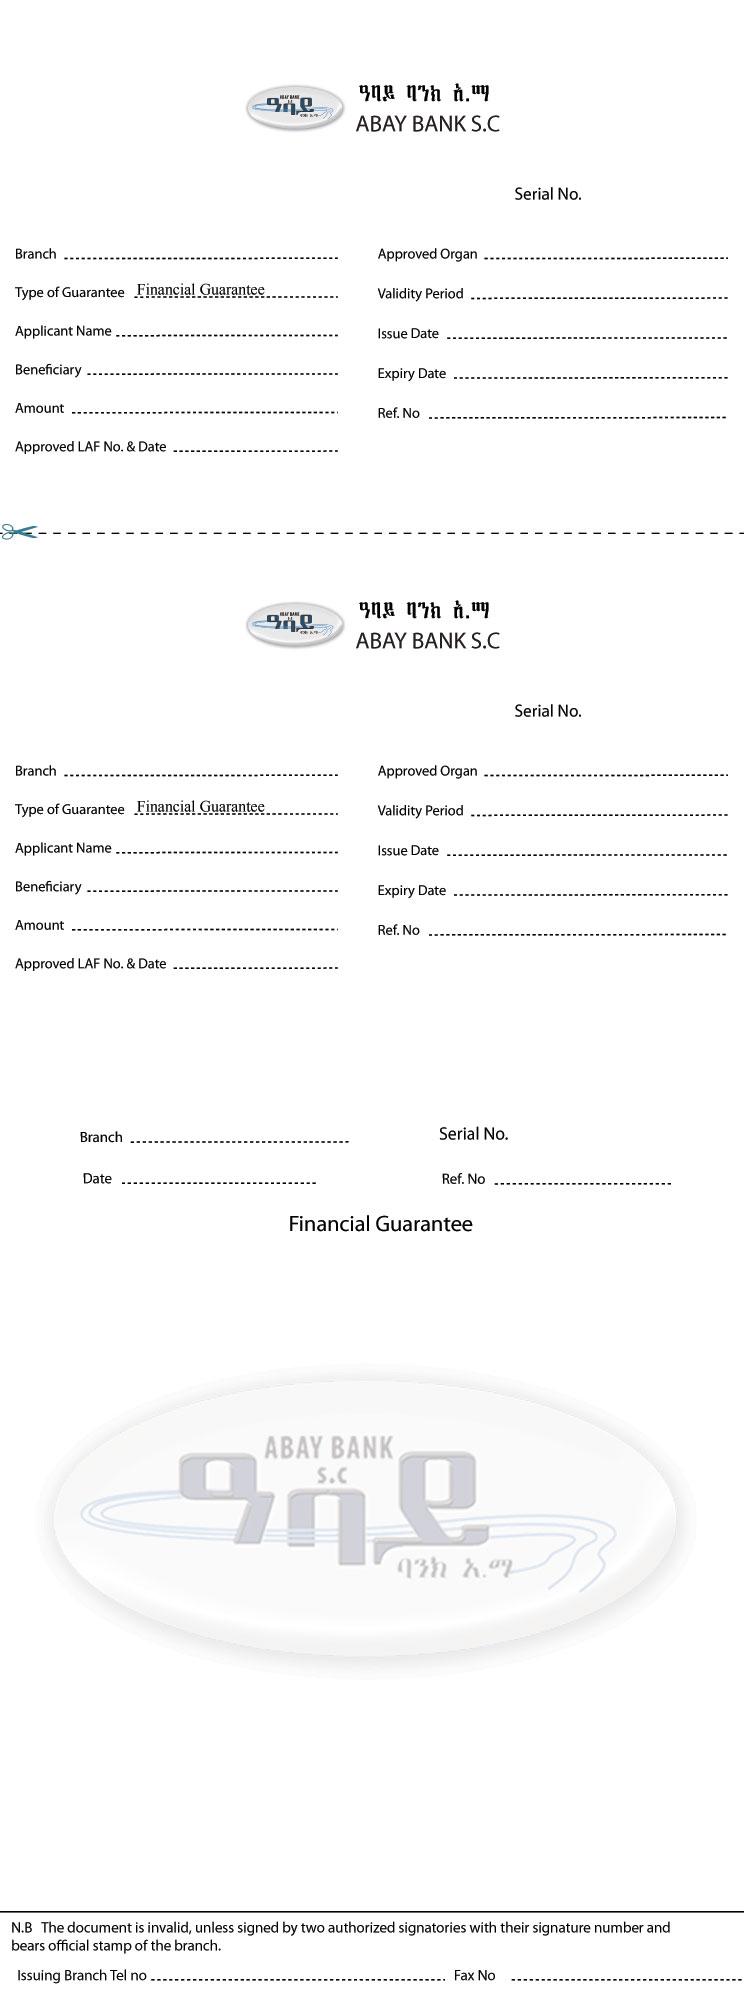 ABAY BANK
ዓባይ
ባንክ አ.ማ
ዓባይ ባንክ አ.ማ
ABAY BANK S.C
Serial No.
Branch
Approved Organ
Type of Guarantee Financial Guarantee
Validity Period
Applicant Name
Issue Date
Beneficiary
Expiry Date
Amount
Ref. No
Approved LAF No. & Date
ABAY BANK
ዓባይ
ባንክ አ.ማ
ዓባይ ባንክ አ.ማ
ABAY BANK S.C
Serial No.
Branch
Approved Organ
Type of Guarantee Financial Guarantee
Validity Period
Applicant Name
Issue Date
Beneficiary
Expiry Date
Amount
Ref. No
Approved LAF No. & Date
Branch
Serial No.
Date
Ref. No
Financial Guarantee
ABAY BANK
S.C
ዓባይ
ባንክ አ.ማ
N.B The document is invalid, unless signed by two authorized signatories with their signature number and
bears official stamp of the branch.
Issuing Branch Tel no
Fax No